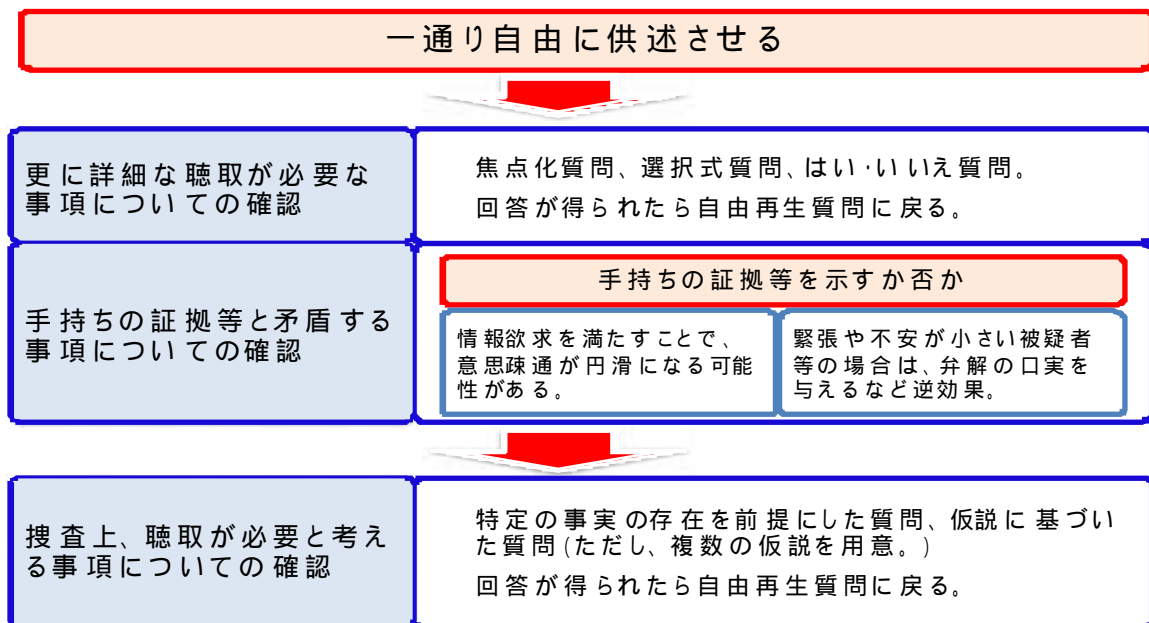 一通り自由に供述させる
更に詳細な聴取が必要な
事項についての確認
焦点化質問、選択式質問、はい・いいえ質問。
回答が得られたら自由再生質問に戻る。
手持ちの証拠等と矛盾する
事項についての確認
手持ちの証拠等を示すか否か
情報欲求を満たすことで、
意思疎通が円滑になる可能
性がある。
緊張や不安が小さい被疑者
等の場合は、弁解の口実を
与えるなど逆効果。
捜査上、聴取が必要と考え
る事項についての確認
特定の事実の存在を前提にした質問、仮説に基づい
た質問(ただし、複数の仮説を用意。)
回答が得られたら自由再生質問に戻る。